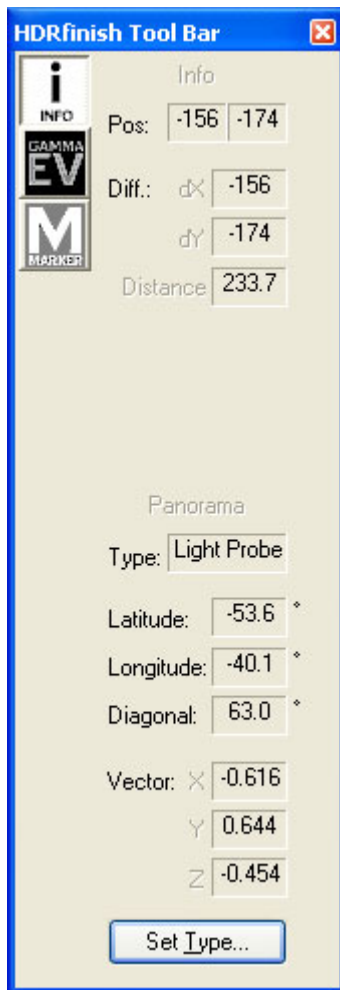 HDRfinish Tool Bar
i
INFO
Info
Pos: -156 -174
GAMMA
EV
Diff.: dX -156
M
MARKER
dY -174
Distance 233.7
Panorama
Type: Light Probe
Latitude: -53.6 °
Longitude: -40.1 °
Diagonal: 63.0 °
Vector: X -0.616
Y 0.644
Z -0.454
Set Type...